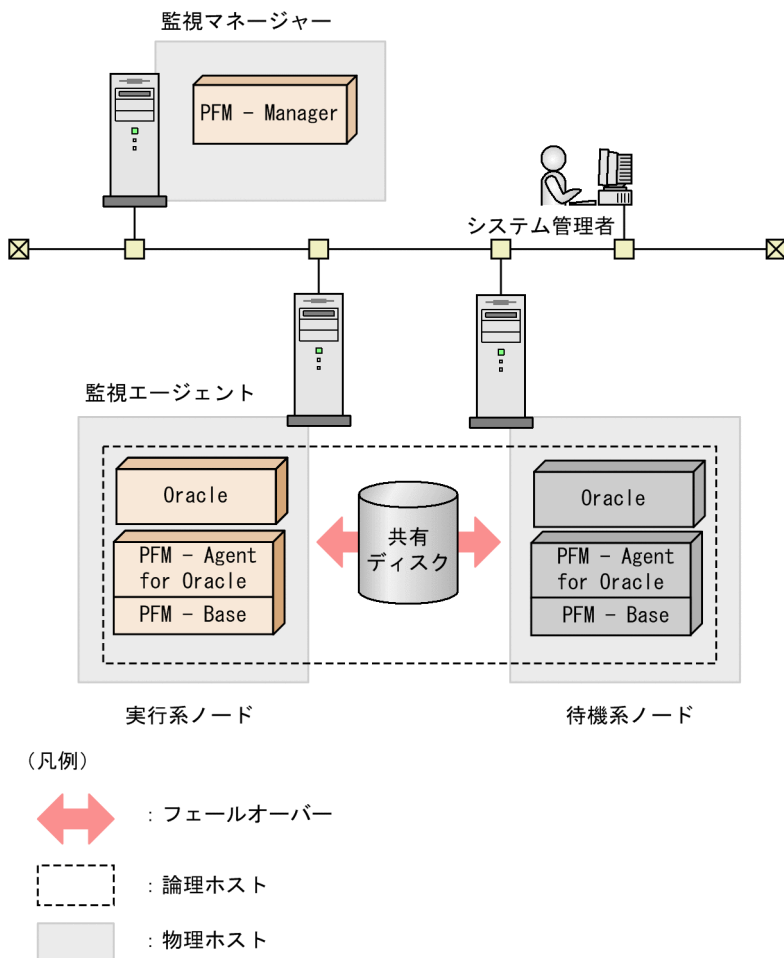 監視マネージャー
PFM - Manager
システム管理者
監視エージェント
Oracle
PFM - Agent
for Oracle
PFM - Base
共有
ディスク
Oracle
PFM - Agent
for Oracle
PFM - Base
実行系ノード
待機系ノード
(凡例)
：フェールオーバー
：論理ホスト
：物理ホスト